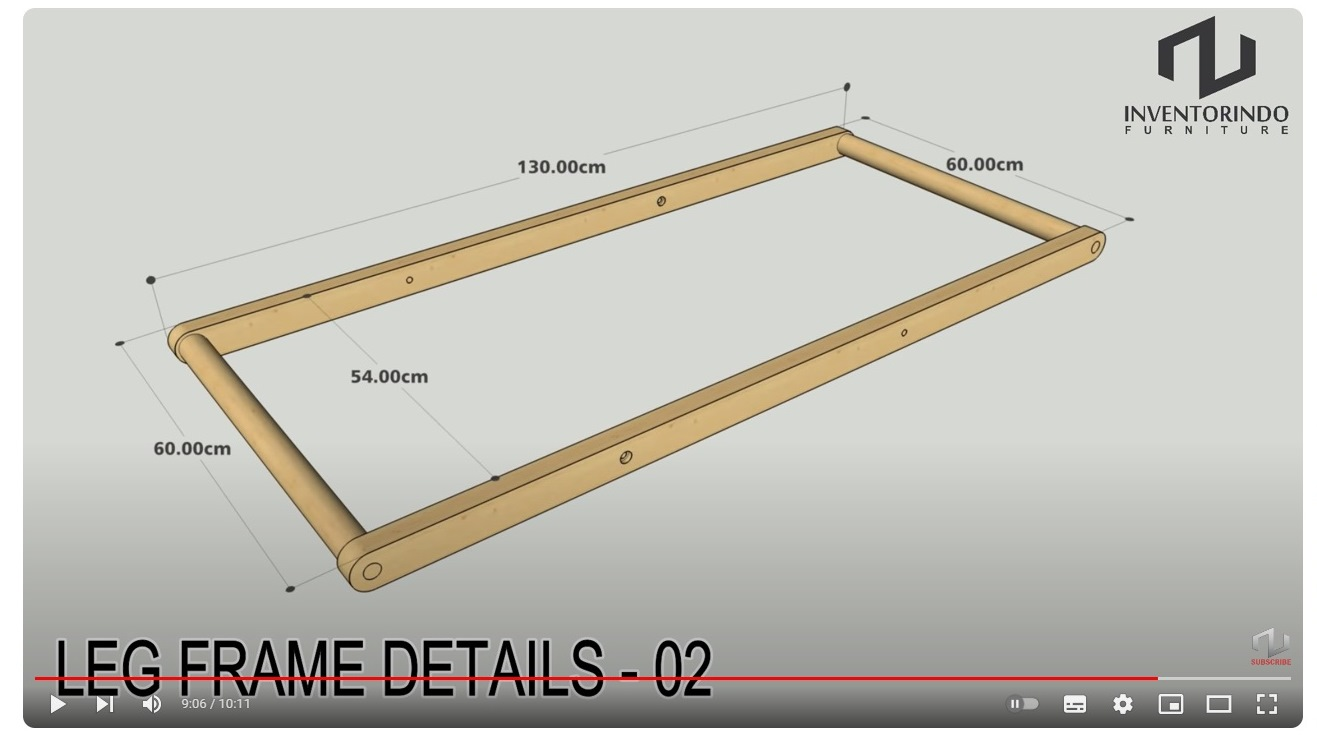 INVENTORINDO
FURNITURE
130.00cm
60.00cm
54.00cm
60.00cm
LEG FRAME DETAILS - 02
SUBSCRIBE
9:06 / 10:11